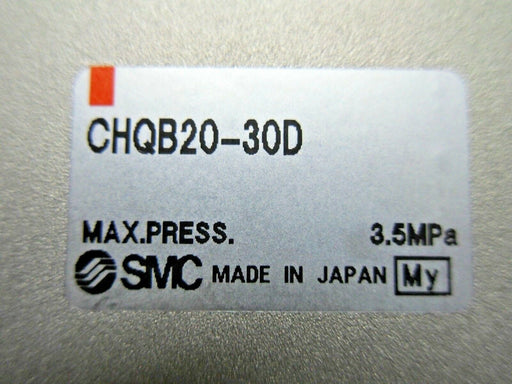 CHQB20-30D
MAX.PRESS. 3.5MPa
SMC MADE IN JAPAN My